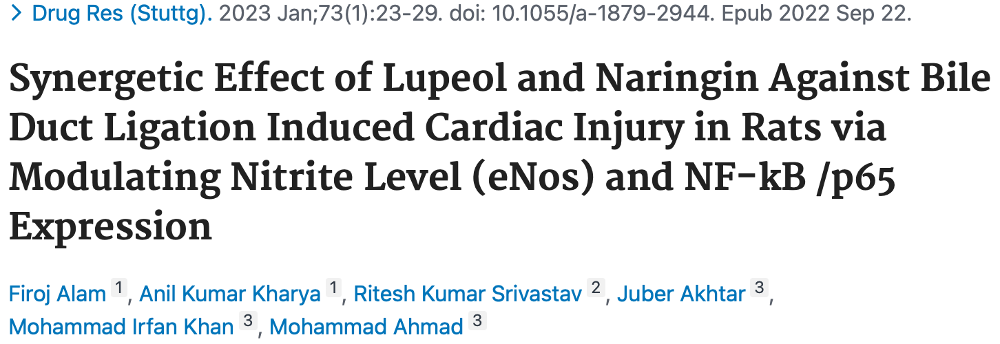 > Drug Res (Stuttg). 2023 Jan;73(1):23-29. doi: 10.1055/a-1879-2944. Epub 2022 Sep 22.
Synergetic Effect of Lupeol and Naringin Against Bile
Duct Ligation Induced Cardiac Injury in Rats via
Modulating Nitrite Level (eNos) and NF-kB /p65
Expression
Firoj Alam 1, Anil Kumar Kharya 1, Ritesh Kumar Srivastav 2, Juber Akhtar 3,
Mohammad Irfan Khan 3, Mohammad Ahmad 3